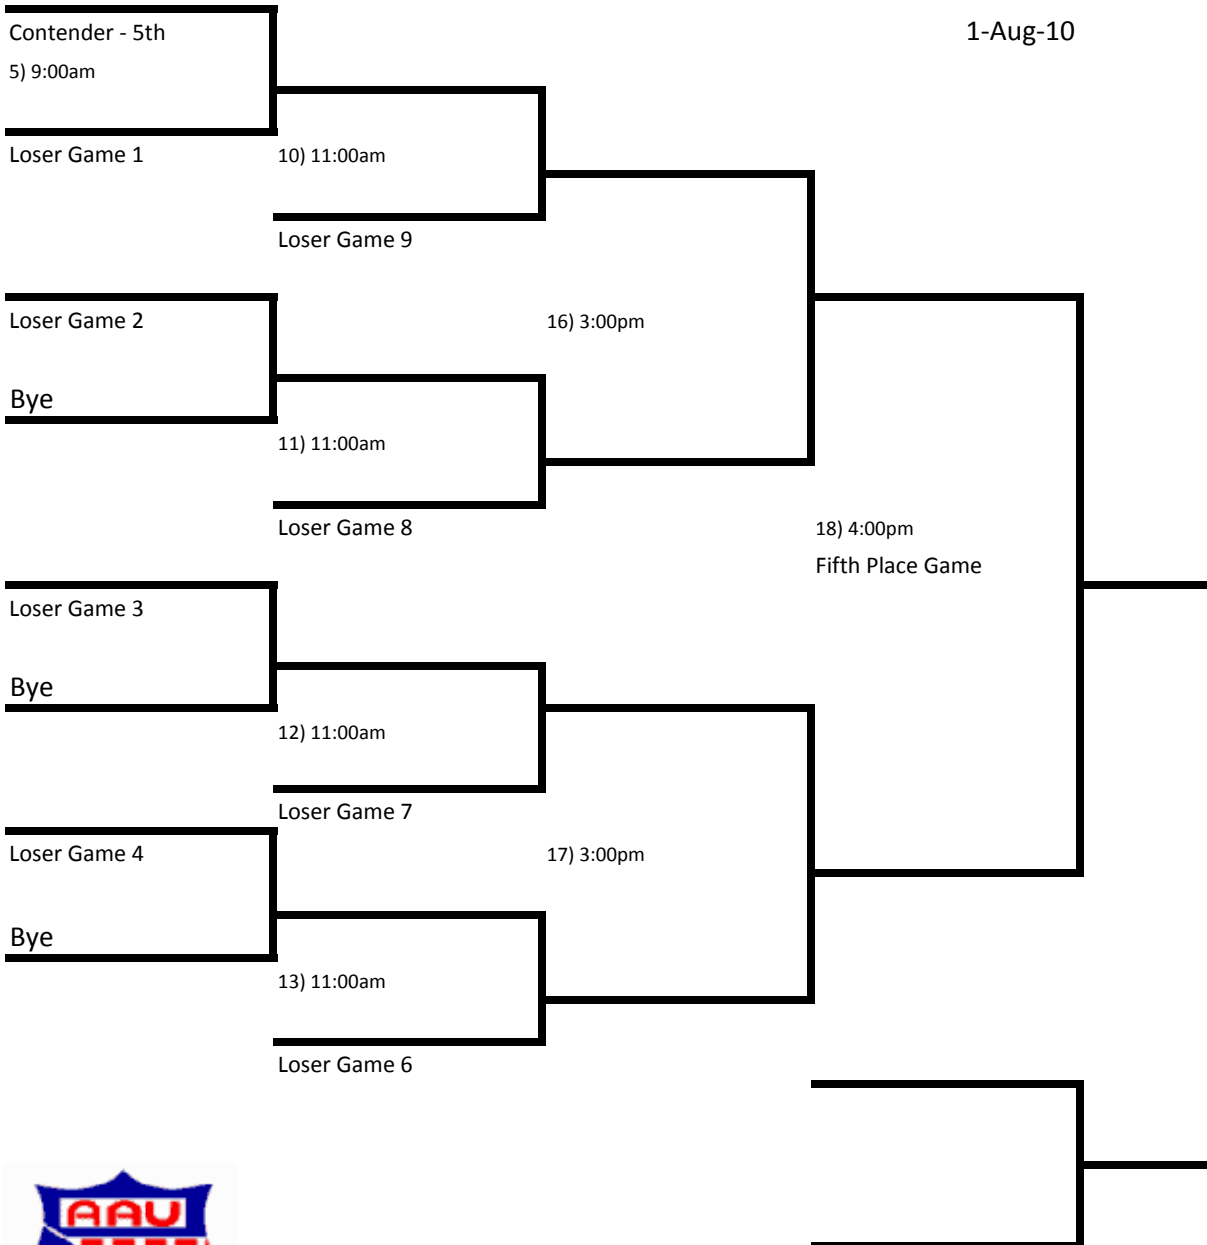 Contender - 5th
1-Aug-10
5) 9:00am
Loser Game 1
10) 11:00am
Loser Game 9
Loser Game 2
16) 3:00pm
Bye
11) 11:00am
Loser Game 8
18) 4:00pm
Fifth Place Game
Loser Game 3
Bye
12) 11:00am
Loser Game 7
Loser Game 4
17) 3:00pm
Bye
13) 11:00am
Loser Game 6
AAU